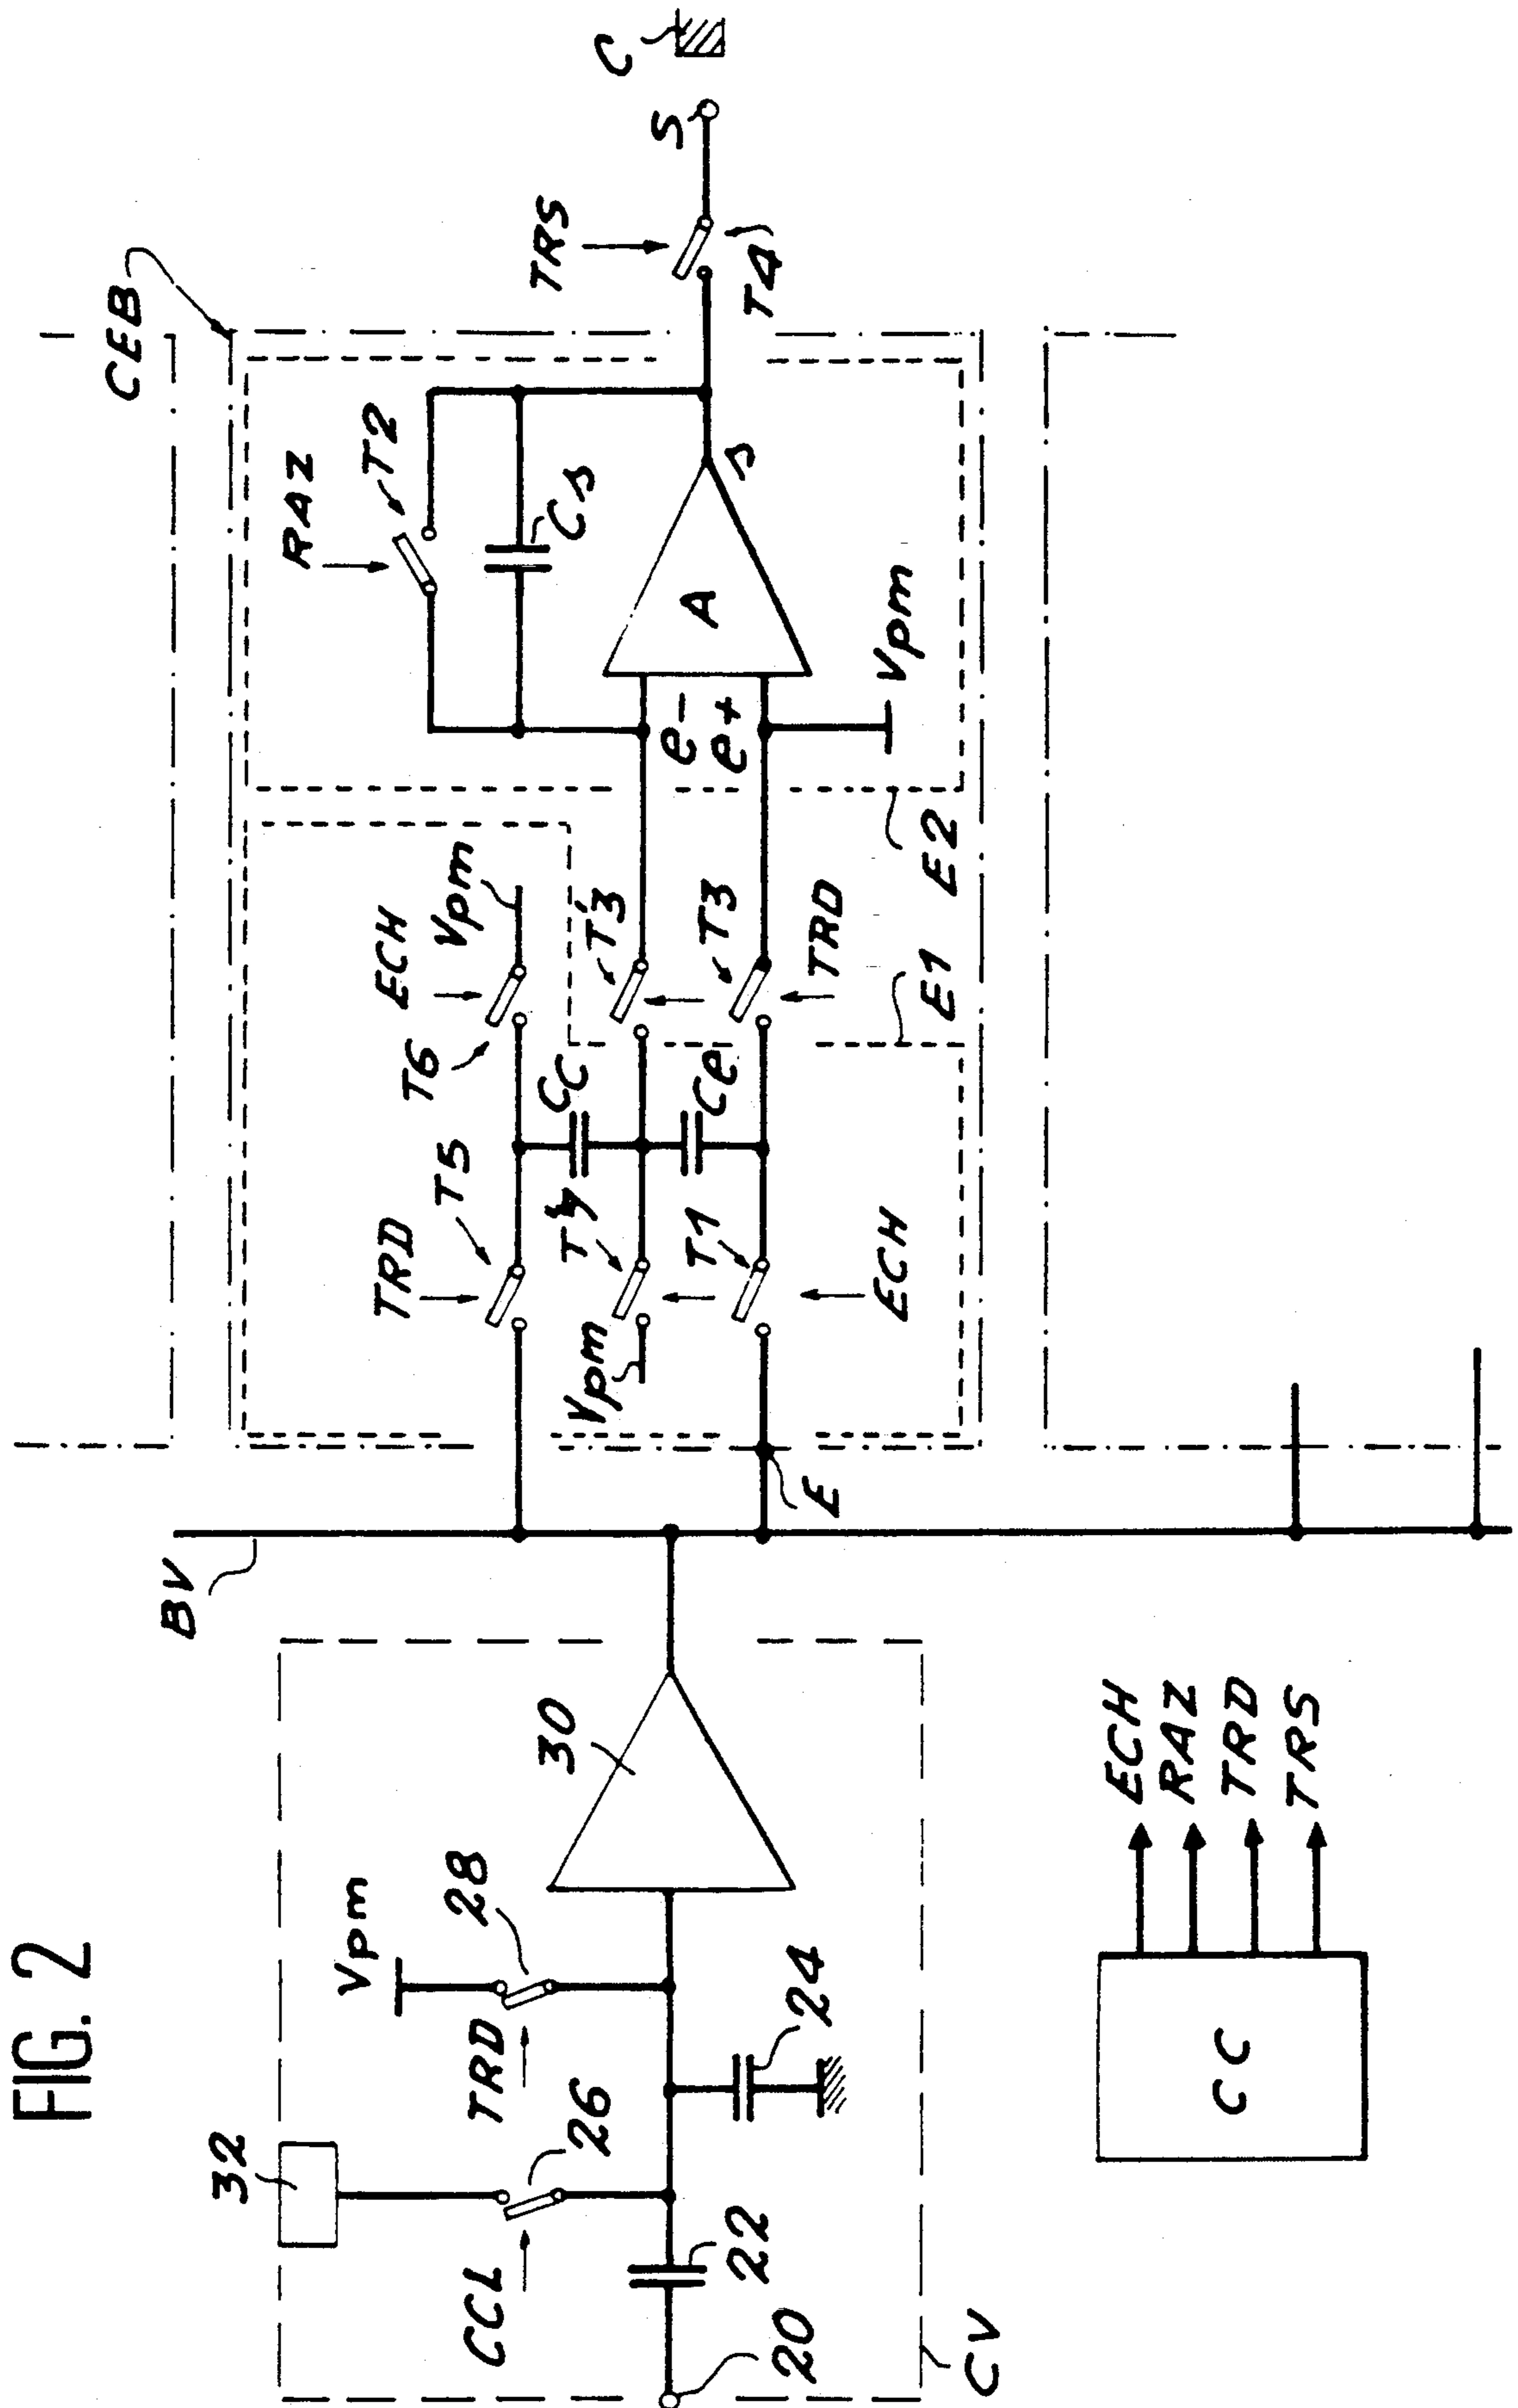 FIG. 2
32
CCL
26
TRD
28
Vpm
30
20
22
24
CV
BV
CC
ECH
RAZ
TRD
TRS
E
CEB
TRD
T5
T6
ECH
Vpm
Cc
T'3
Vpm
T1
Ce
T3
ECH
TRD
E1
E2
RAZ
T2
Cs
e-
e+
A
s
Vpm
TRS
T4
S
C